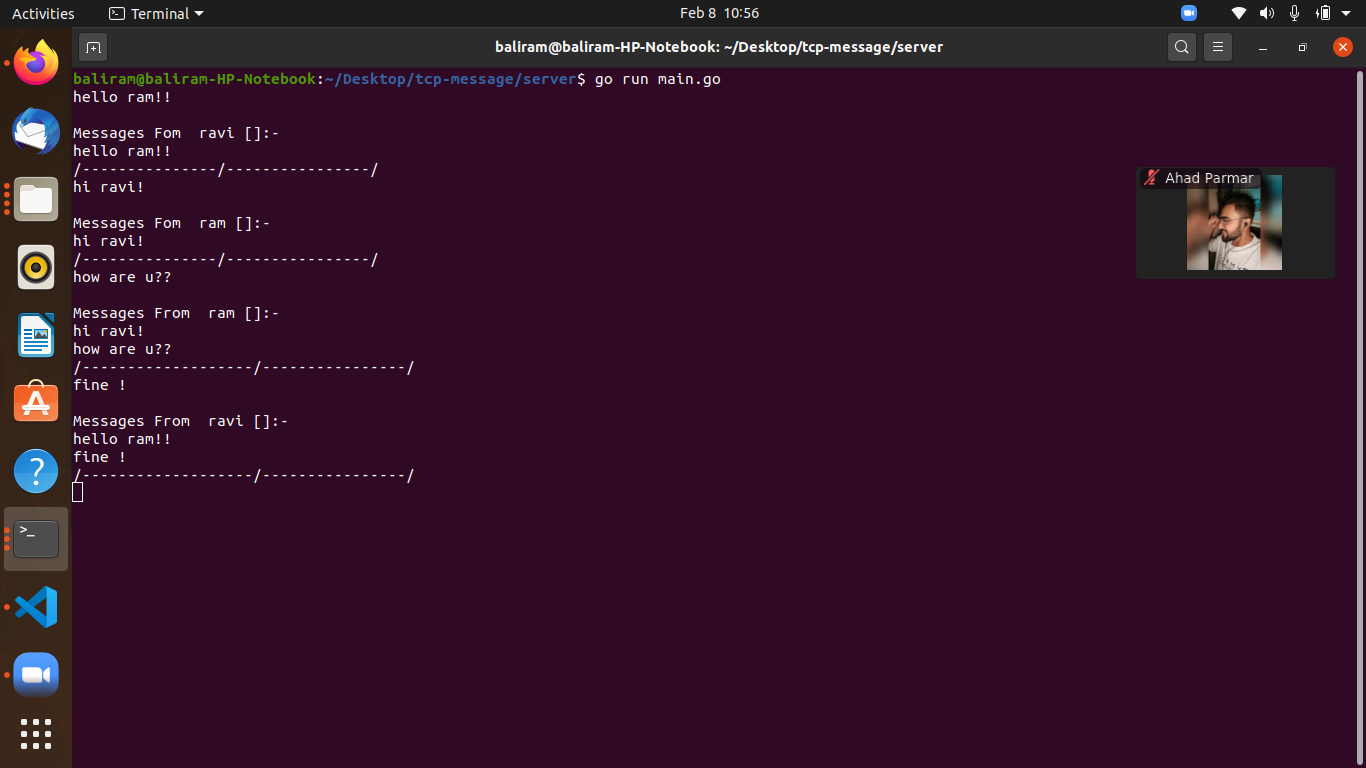 Activities
Terminal
Feb 8 10:56
baliram@baliram-HP-Notebook: ~/Desktop/tcp-message/server
baliram@baliram-HP-Notebook:~/Desktop/tcp-message/server$ go run main.go
hello ram!!
Messages Fom  ravi []:-
hello ram!!
/---------------/----------------/
hi ravi!
Messages Fom  ram []:-
hi ravi!
/---------------/----------------/
how are u??
Messages From  ram []:-
hi ravi!
how are u??
/-------------------/----------------/
fine !
Messages From  ravi []:-
hello ram!!
fine !
/-------------------/----------------/
Ahad Parmar